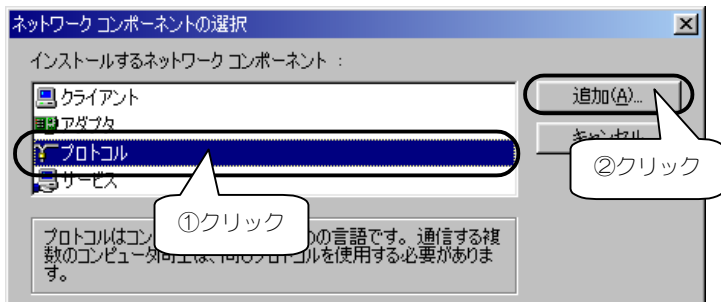 ネットワーク コンポーネントの選択
インストールするネットワーク コンポーネント :
クライアント
アダプタ
プロトコル
サービス
追加(A)...
キャンセル
①クリック
②クリック
プロトコルはコン の言語です。通信する複
数のコンピュータ同士は、同じプロトコルを使用する必要がありま
す。